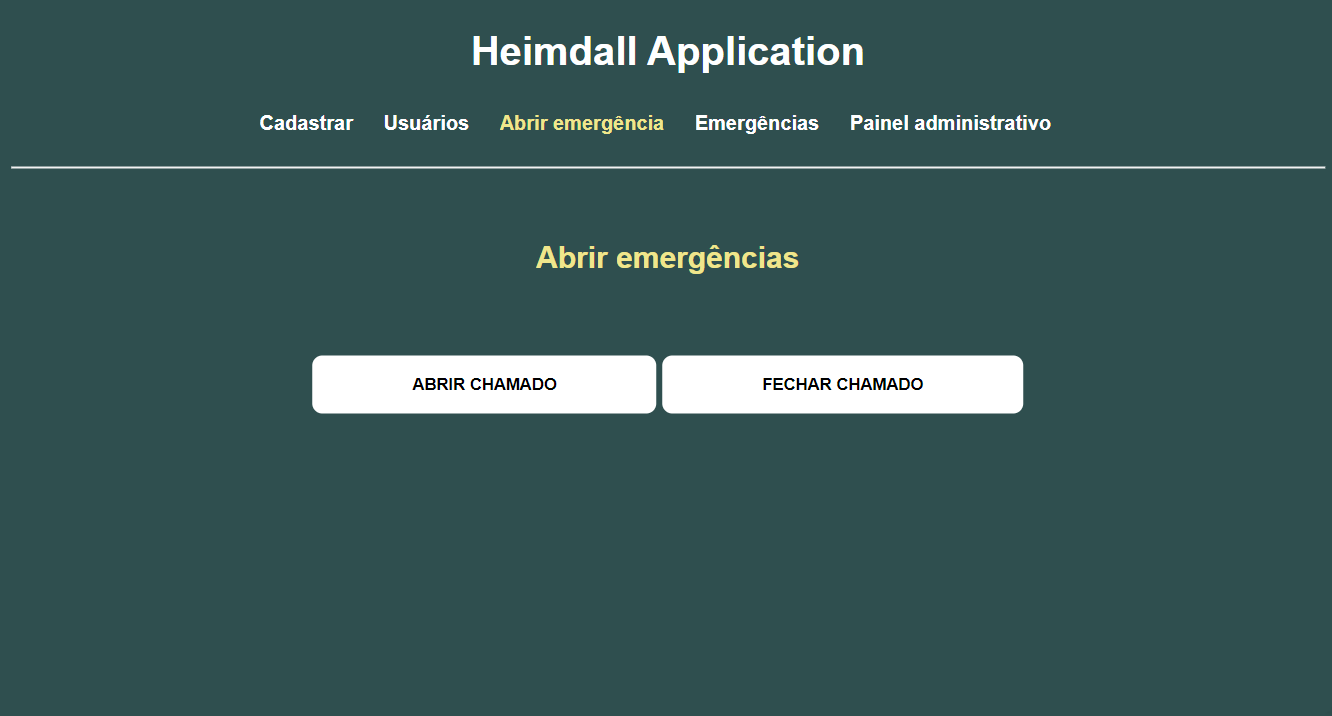 Heimdall Application
Cadastrar Usuários Abrir emergência Emergências Painel administrativo
Abrir emergências
ABRIR CHAMADO FECHAR CHAMADO